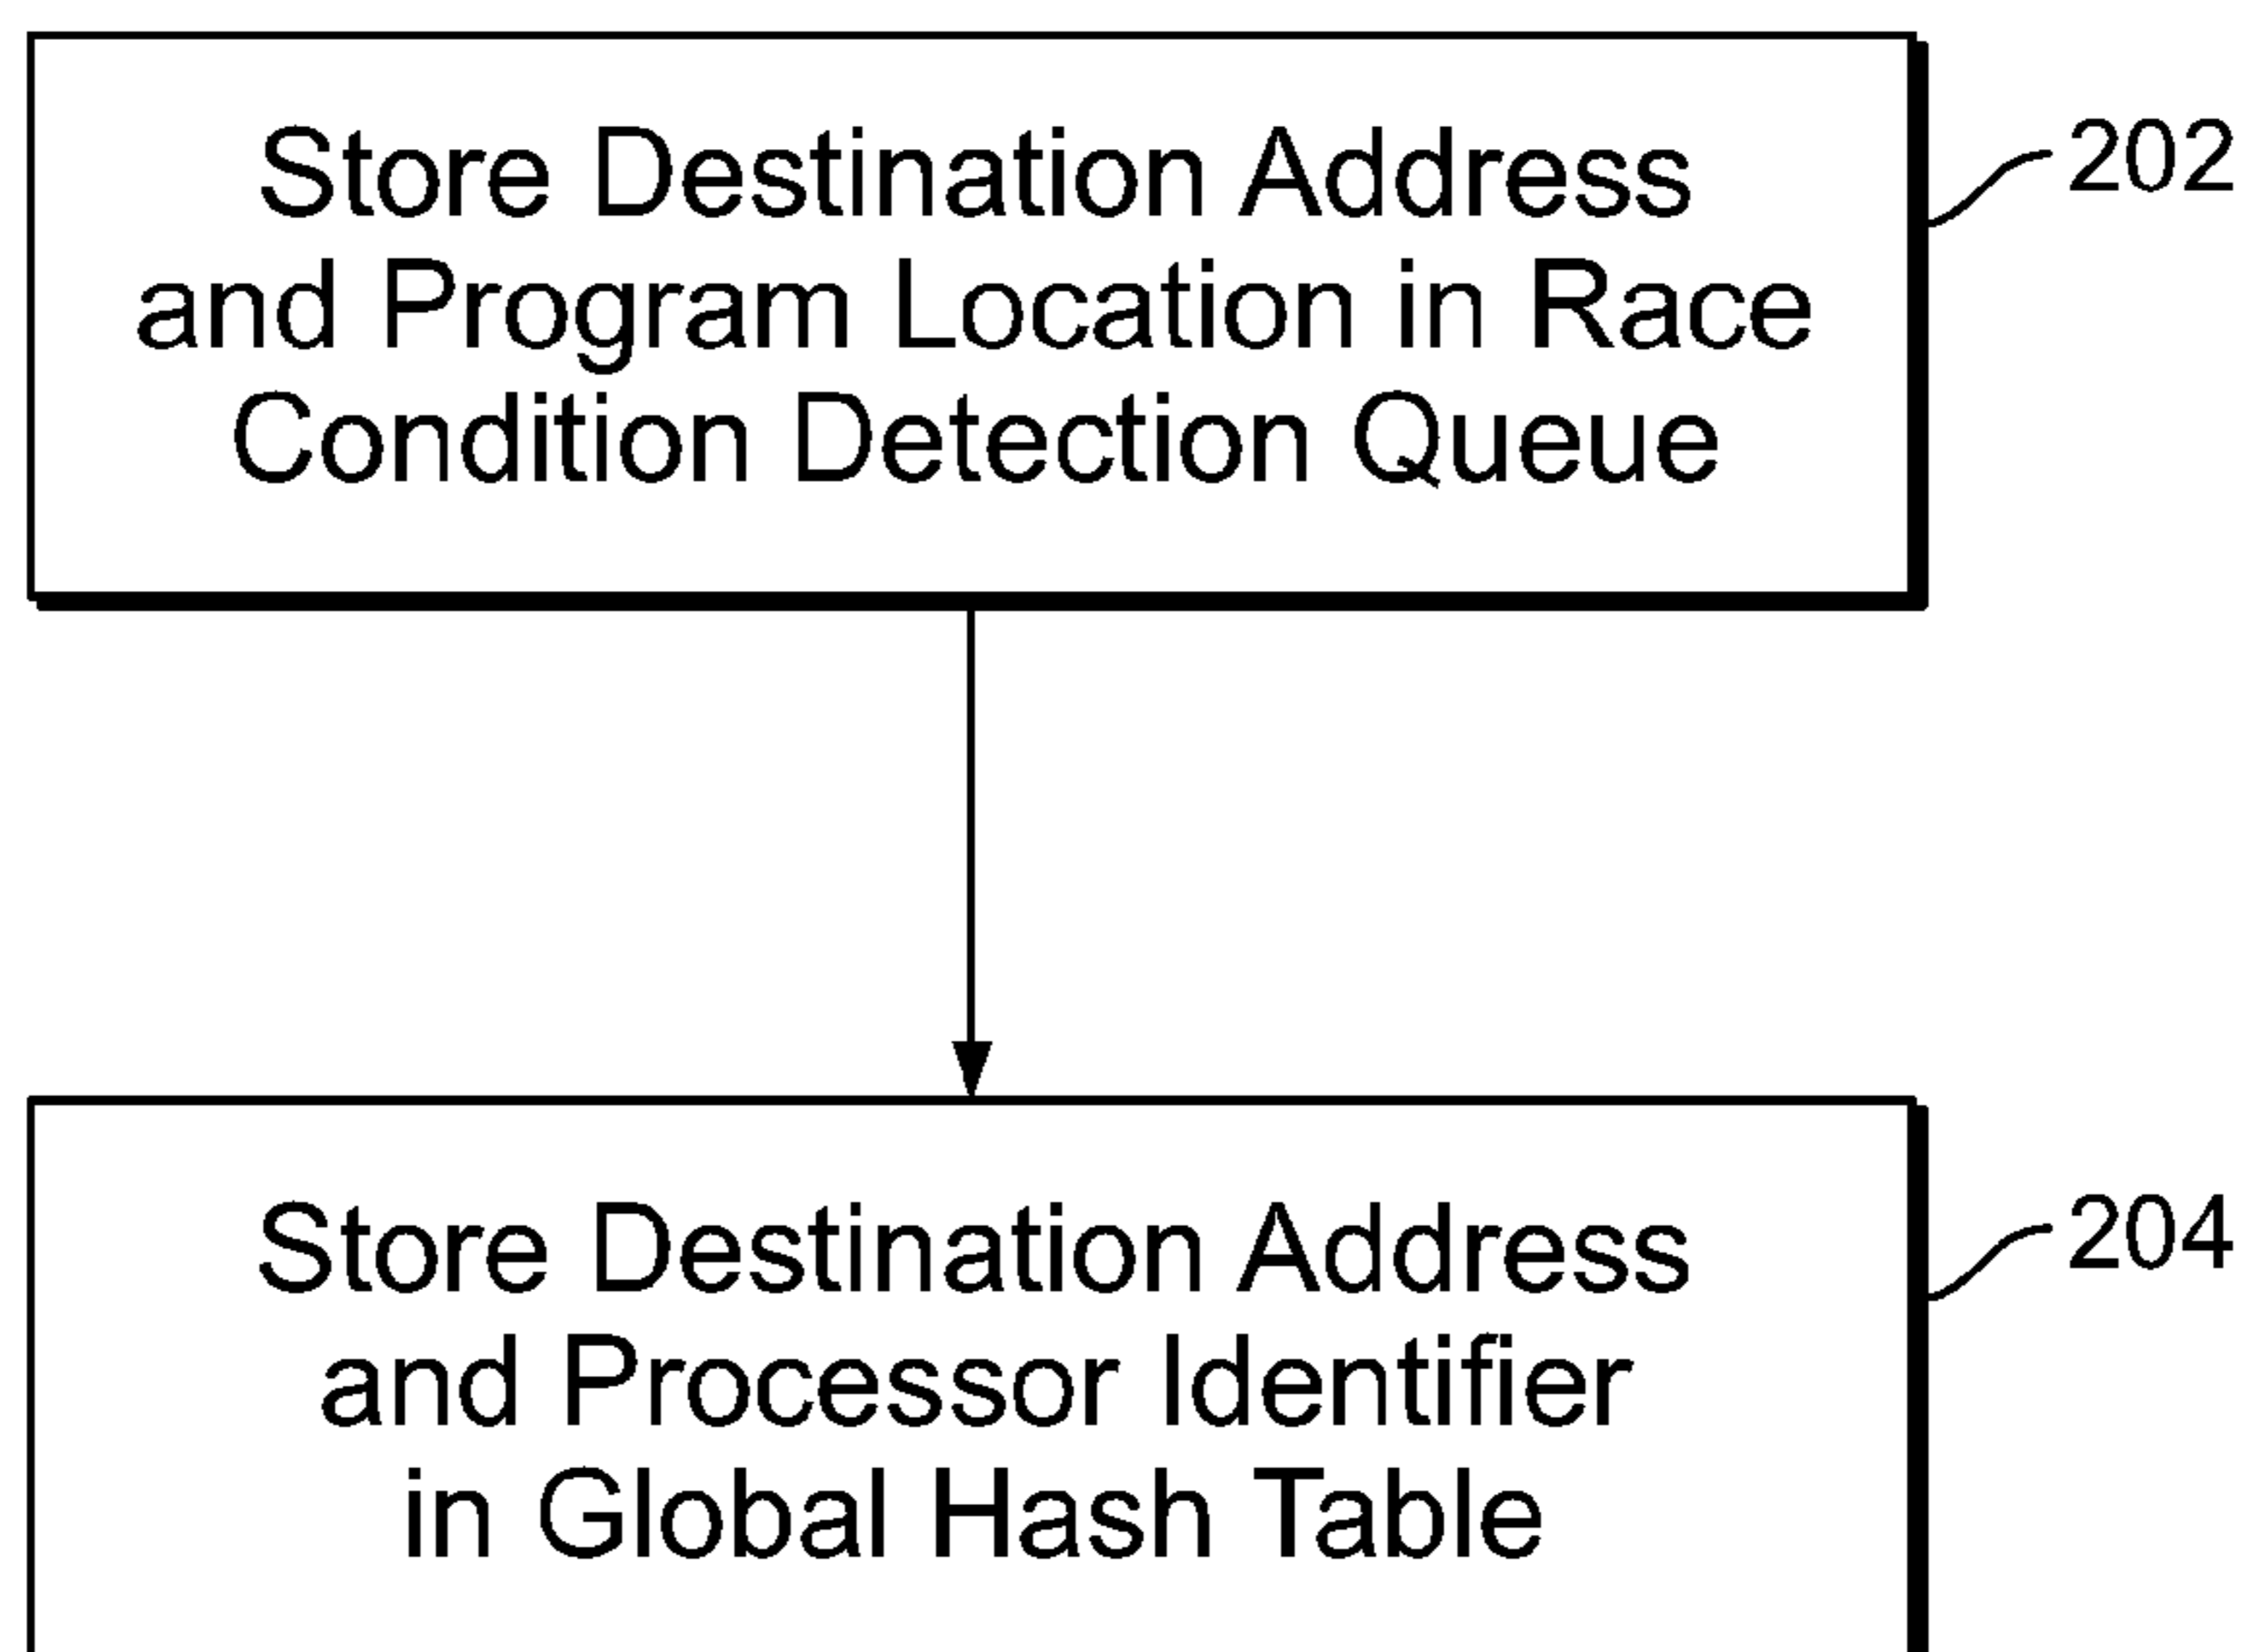 Store Destination Address
and Program Location in Race
Condition Detection Queue
202
Store Destination Address
and Processor Identifier
in Global Hash Table
204